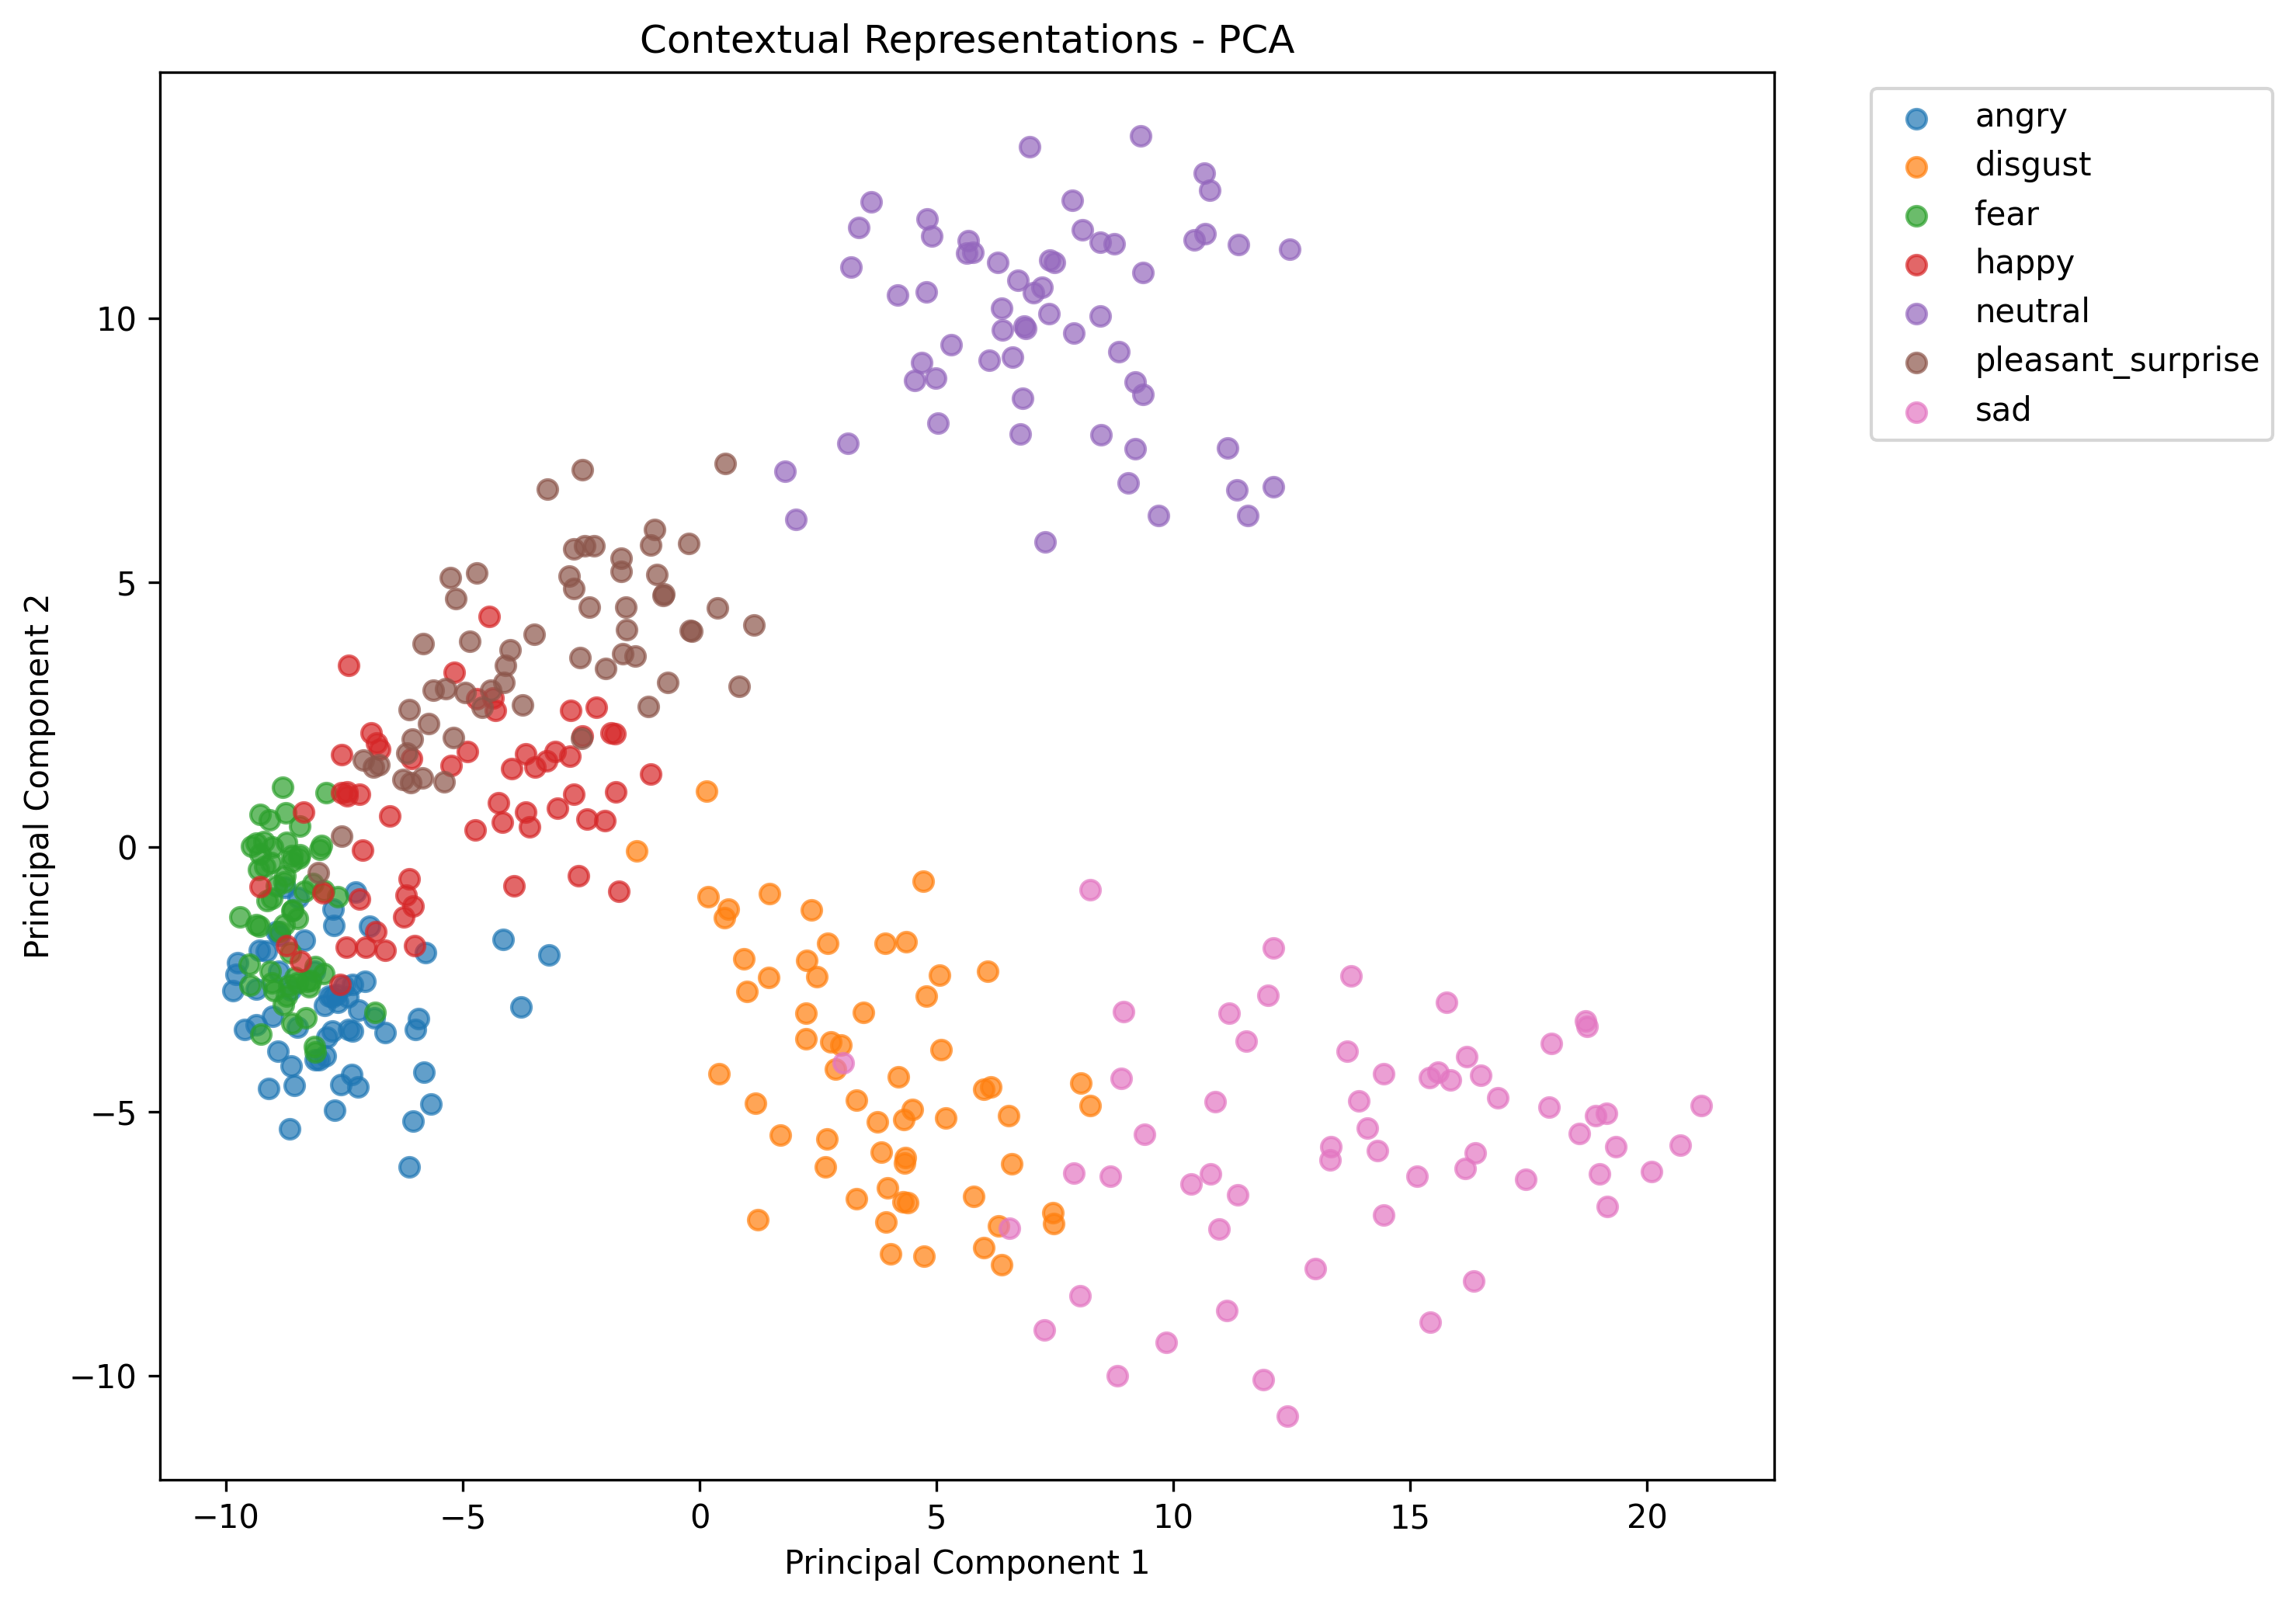 Contextual Representations - PCA
angry
disgust
fear
happy
neutral
pleasant_surprise
sad
10
5
0
−5
−10
Principal Component 2
−10 −5 0 5 10 15 20
Principal Component 1